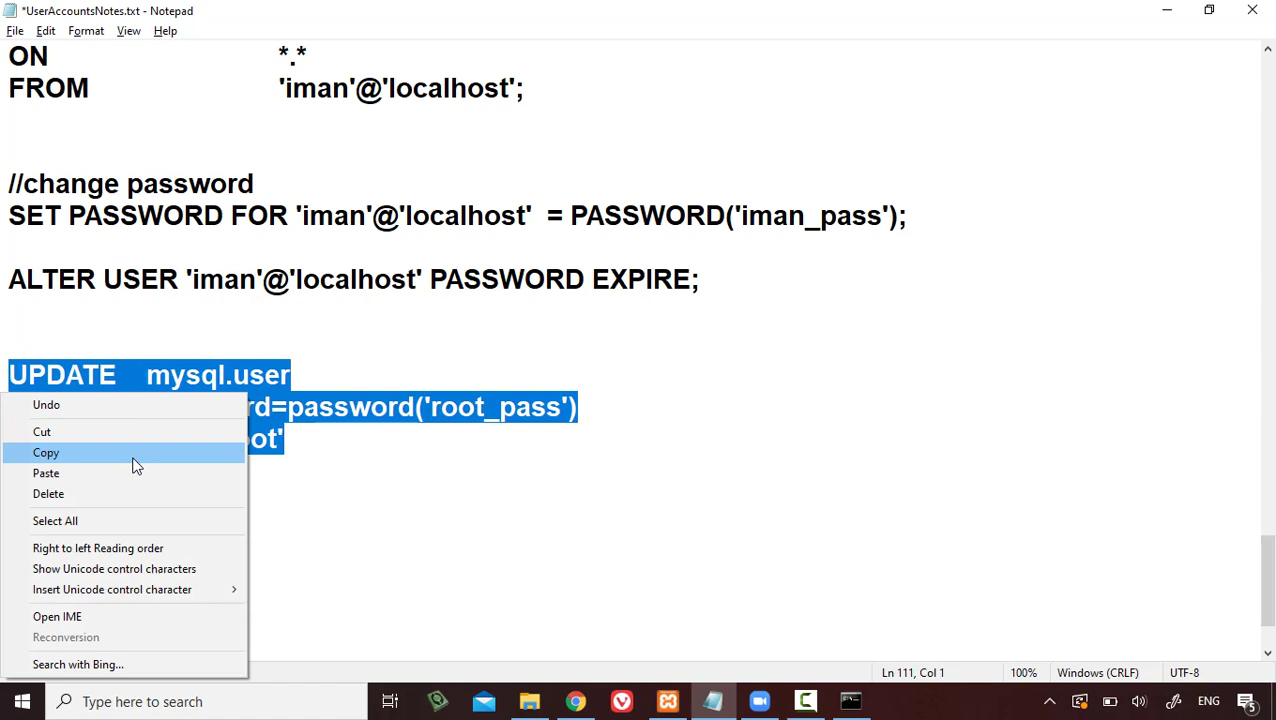 *UserAccountsNotes.txt - Notepad
File Edit Format View Help
ON *.*
FROM 'iman'@'localhost';
//change password
SET PASSWORD FOR 'iman'@'localhost' = PASSWORD('iman_pass');
ALTER USER 'iman'@'localhost' PASSWORD EXPIRE;
UPDATE mysql.user
rd=password('root_pass')
oot'
Undo
Cut
Copy
Paste
Delete
Select All
Right to left Reading order
Show Unicode control characters
Insert Unicode control character
Open IME
Reconversion
Search with Bing...
Ln 111, Col 1 100% Windows (CRLF) UTF-8
Type here to search
ENG
5